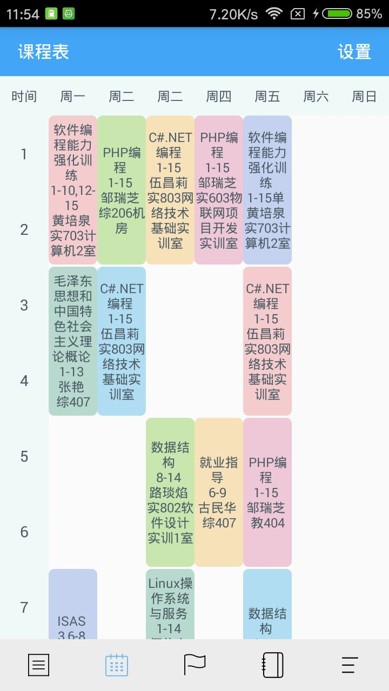 11:54
7.20K/s
85%
课程表
设置
时间
周一
周二
周二
周四
周五
周六
周日
1
2
3
4
5
6
7
软件编
程能力
强化训
练
1-10,12-
15
黄培泉
实703计
算机2室
PHP编
程
1-15
邹瑞芝
综206机
房
C#.NET
编程
1-15
伍昌莉
实803网
络技术
基础实
训室
PHP编
程
1-15
邹瑞芝
实603物
联网项
目开发
实训室
软件编
程能力
强化训
练
1-15单
黄培泉
实703计
算机2室
毛泽东
思想和
中国特
色社会
主义理
论概论
1-13
张艳
综407
C#.NET
编程
1-15
伍昌莉
实803网
络技术
基础实
训室
C#.NET
编程
1-15
伍昌莉
实803网
络技术
基础实
训室
数据结
构
8-14
路琰焰
实802软
件设计
实训1室
就业指
导
6-9
古民华
综407
PHP编
程
1-15
邹瑞芝
教404
ISAS
3,6-8
Linux操
作系统
与服务
1-14
数据结
构